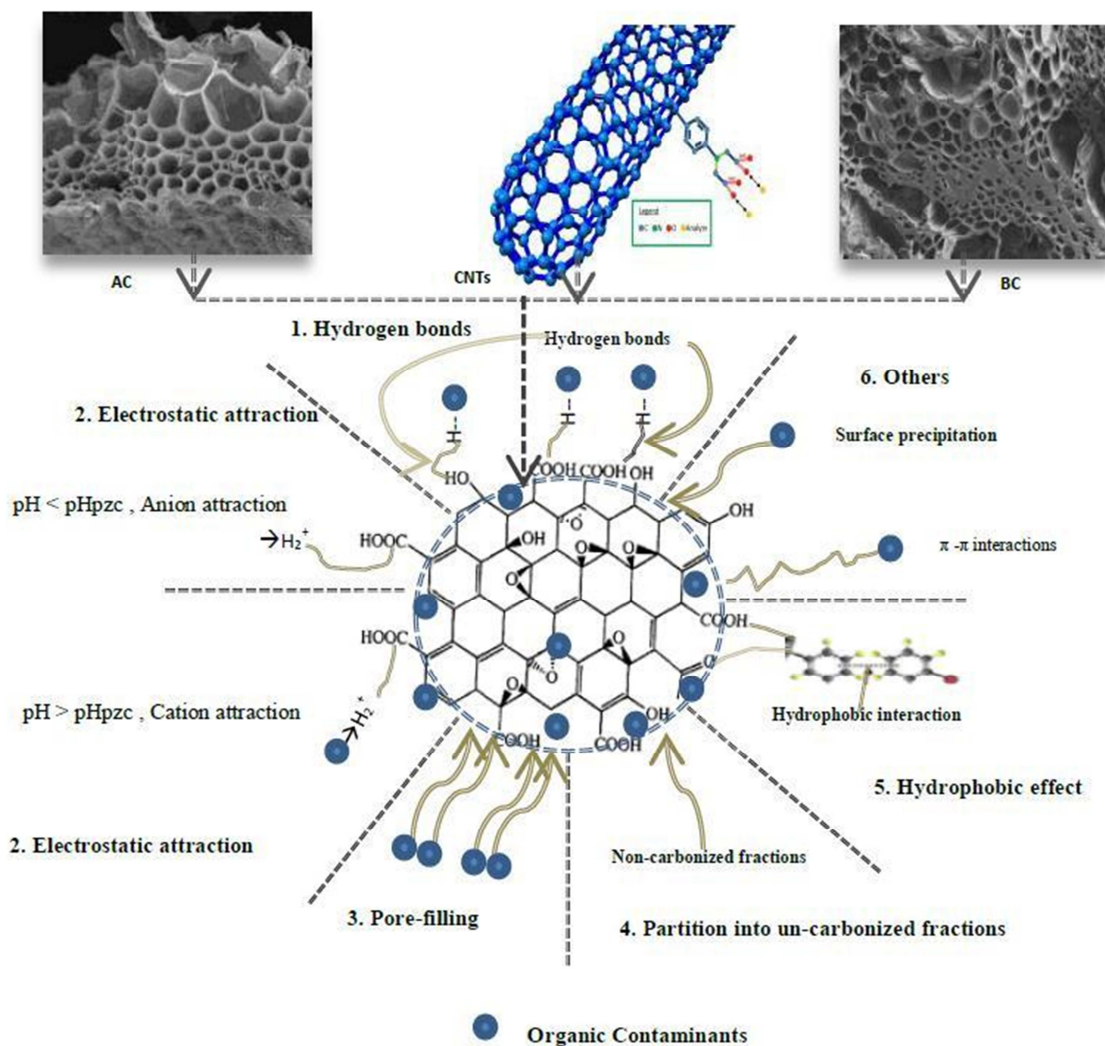 AC
CNTs
BC
Legend
C N O Analyte
1. Hydrogen bonds
Hydrogen bonds
6. Others
2. Electrostatic attraction
Surface precipitation
H
H
H
HO
COOH
COOH
OH
OH
pH < pHpzc , Anion attraction
→H₂⁺
HOOC
OH
O
O
O
O
π -π interactions
COOH
HOOC
O
O
O
O
pH > pHpzc , Cation attraction
→H₂⁺
Hydrophobic interaction
COOH
COOH
OH
5. Hydrophobic effect
2. Electrostatic attraction
Non-carbonized fractions
3. Pore-filling
4. Partition into un-carbonized fractions
Organic Contaminants